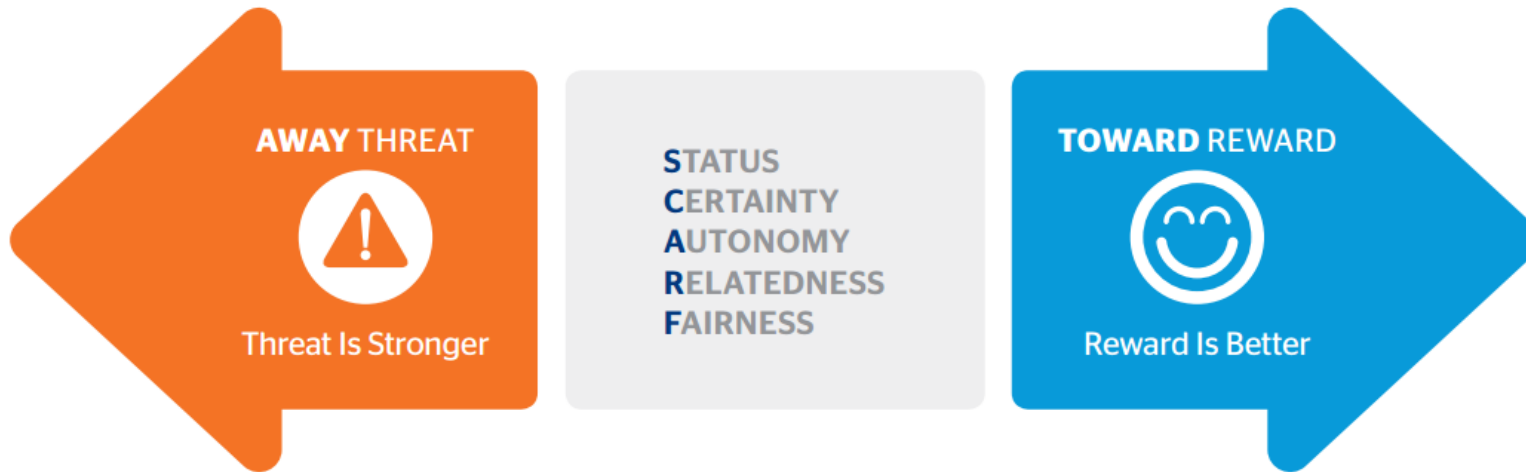 AWAY THREAT
!
Threat Is Stronger
STATUS
CERTAINTY
AUTONOMY
RELATEDNESS
FAIRNESS
TOWARD REWARD
Reward Is Better